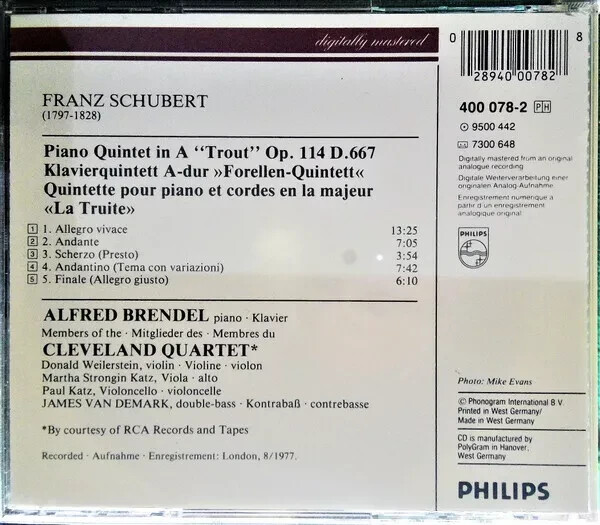 digitally mastered
FRANZ SCHUBERT
(1797-1828)
Piano Quintet in A “Trout” Op. 114 D.667
Klavierquintett A-dur »Forellen-Quintett«
Quintette pour piano et cordes en la majeur
«La Truite»
1 1. Allegro vivace 13:25
2 2. Andante 7:05
3 3. Scherzo (Presto) 3:54
4 4. Andantino (Tema con variazioni) 7:42
5 5. Finale (Allegro giusto) 6:10
ALFRED BRENDEL piano · Klavier
Members of the · Mitglieder des · Membres du
CLEVELAND QUARTET*
Donald Weilerstein, violin · Violine · violon
Martha Strongin Katz, Viola · alto
Paul Katz, Violoncello · violoncelle
JAMES VAN DEMARK, double-bass · Kontrabaß · contrebasse
*By courtesy of RCA Records and Tapes
Recorded · Aufnahme · Enregistrement: London, 8/1977.
0 28940 00782 8
400 078-2 PH
9500 442
7300 648
Digitally mastered from an original
analogue recording
Digitale Weiterverarbeitung einer
originalen Analog-Aufnahme
Enregistrement numérique a
partir d'un enregistrement
analogique original
PHILIPS
Photo: Mike Evans
℗ Phonogram International B.V.
Printed in West Germany/
Made in West Germany
CD is manufactured by
PolyGram in Hanover,
West Germany
PHILIPS